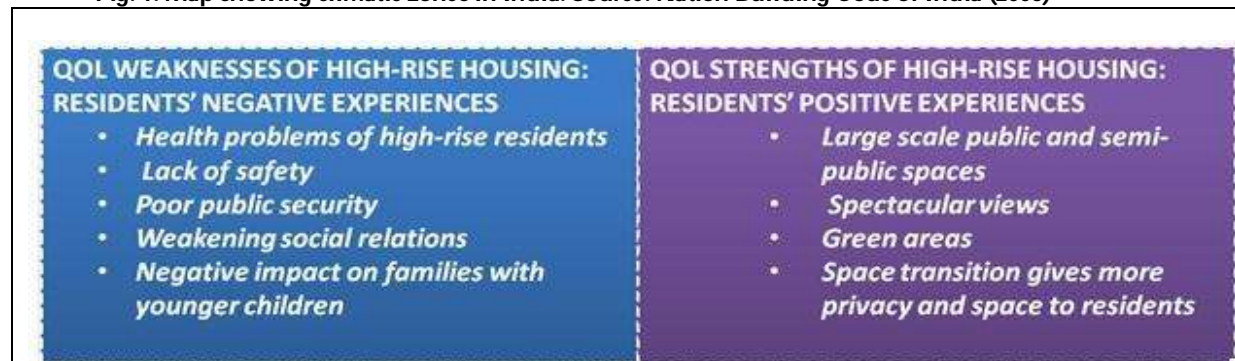 QOL WEAKNESSES OF HIGH-RISE HOUSING:
RESIDENTS' NEGATIVE EXPERIENCES
• Health problems of high-rise residents
• Lack of safety
• Poor public security
• Weakening social relations
• Negative impact on families with
younger children
QOL STRENGTHS OF HIGH-RISE HOUSING:
RESIDENTS' POSITIVE EXPERIENCES
• Large scale public and semi-
public spaces
• Spectacular views
• Green areas
• Space transition gives more
privacy and space to residents